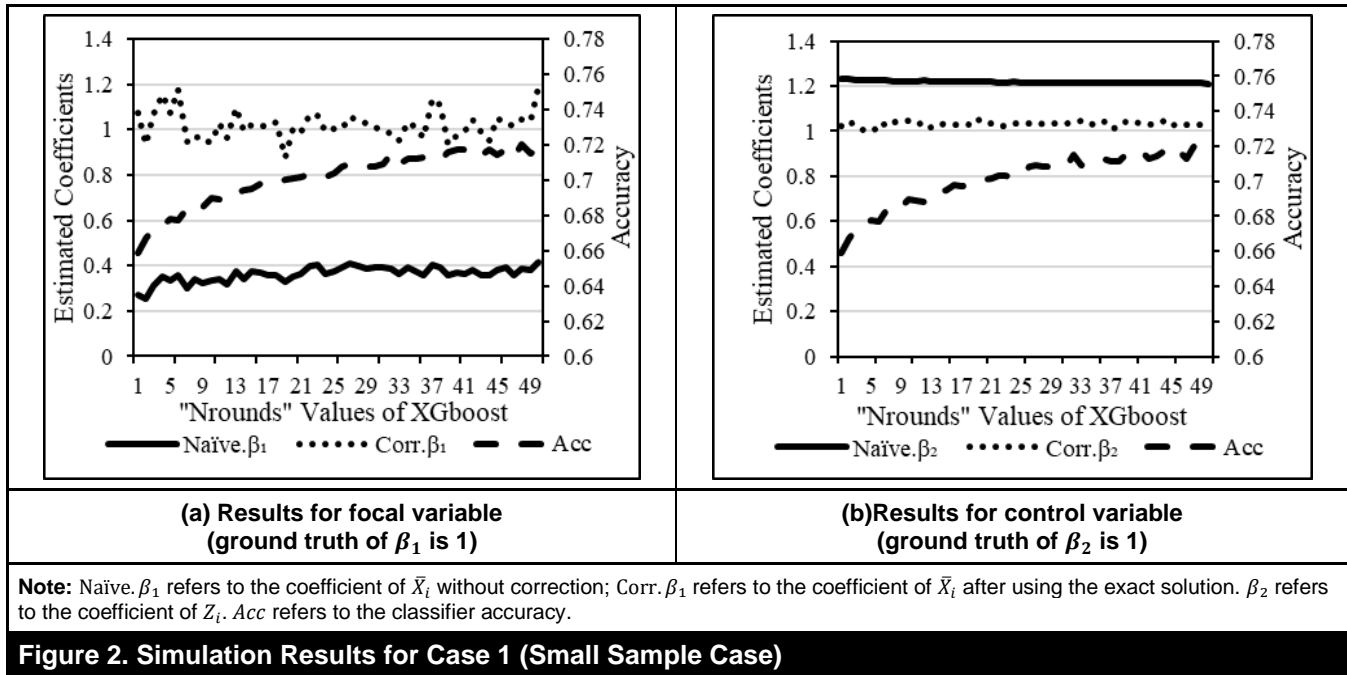 1.4
1.2
1
0.8
0.6
0.4
0.2
0
Estimated Coefficients
0.78
0.76
0.74
0.72
0.7
0.68
0.66
0.64
0.62
0.6
Accuracy
1 5 9 13 17 21 25 29 33 37 41 45 49
"Nrounds" Values of XGboost
Naïve.β₁ Corr.β₁ Acc
1.4
1.2
1
0.8
0.6
0.4
0.2
0
Estimated Coefficients
0.78
0.76
0.74
0.72
0.7
0.68
0.66
0.64
0.62
0.6
Accuracy
1 5 9 13 17 21 25 29 33 37 41 45 49
"Nrounds" Values of XGboost
Naïve.β₂ Corr.β₂ Acc
(a) Results for focal variable
(ground truth of β₁ is 1)
(b)Results for control variable
(ground truth of β₂ is 1)
Note: Naïve. β₁ refers to the coefficient of X̄ᵢ without correction; Corr. β₁ refers to the coefficient of X̄ᵢ after using the exact solution. β₂ refers
to the coefficient of Zᵢ. Acc refers to the classifier accuracy.
Figure 2. Simulation Results for Case 1 (Small Sample Case)